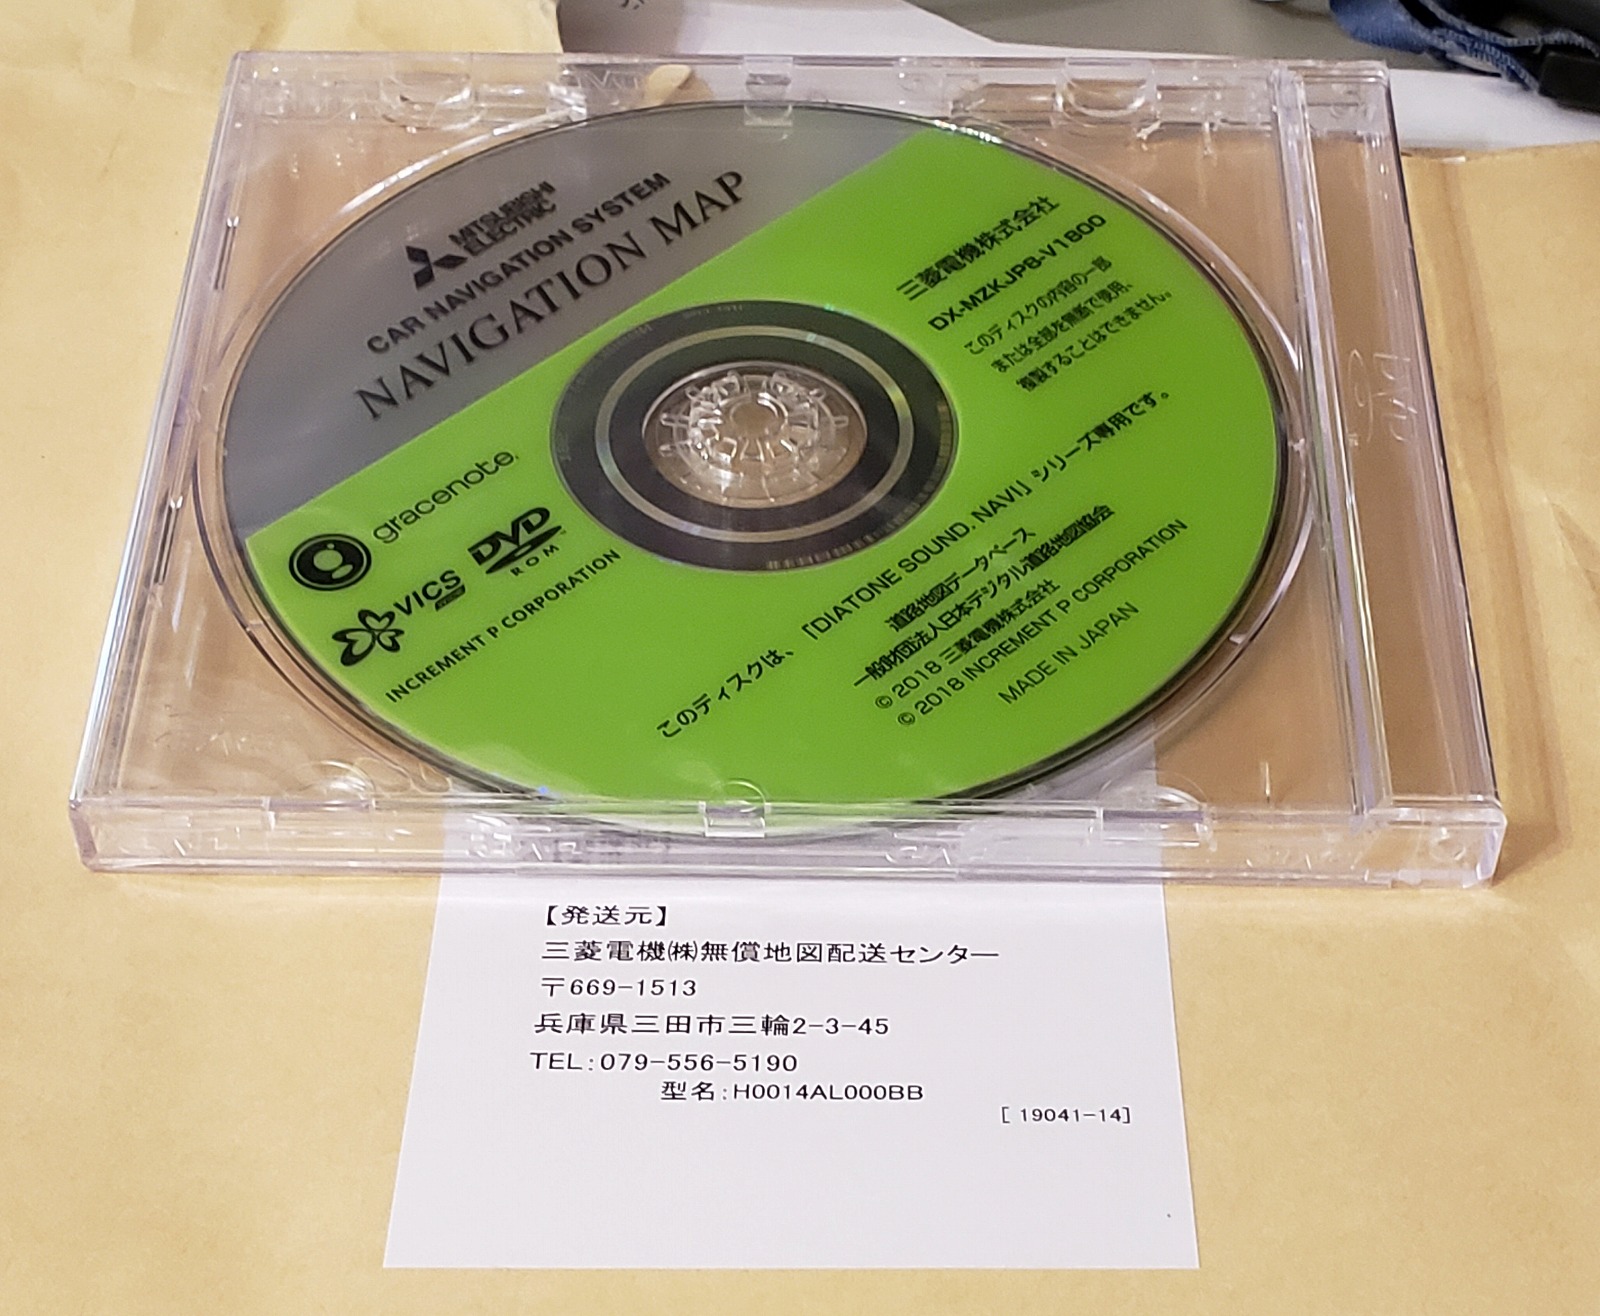 MITSUBISHI
ELECTRIC
CAR NAVIGATION SYSTEM
NAVIGATION MAP
三菱電機株式会社
DX-MZKJP8-V1800
このディスクの内容の一部
または全部を無断で使用、
複製することはできません。
gracenote.
VICS
DVD
ROM
INCREMENT P CORPORATION
このディスクは、「DIATONE SOUND. NAVI」シリーズ専用です。
道路地図データベース
一般財団法人日本デジタル道路地図協会
© 2018 三菱電機株式会社
© 2018 INCREMENT P CORPORATION
MADE IN JAPAN
【発送元】
三菱電機㈱無償地図配送センター
〒669-1513
兵庫県三田市三輪2-3-45
TEL:079-556-5190
型名:H0014AL000BB
[ 19041-14]